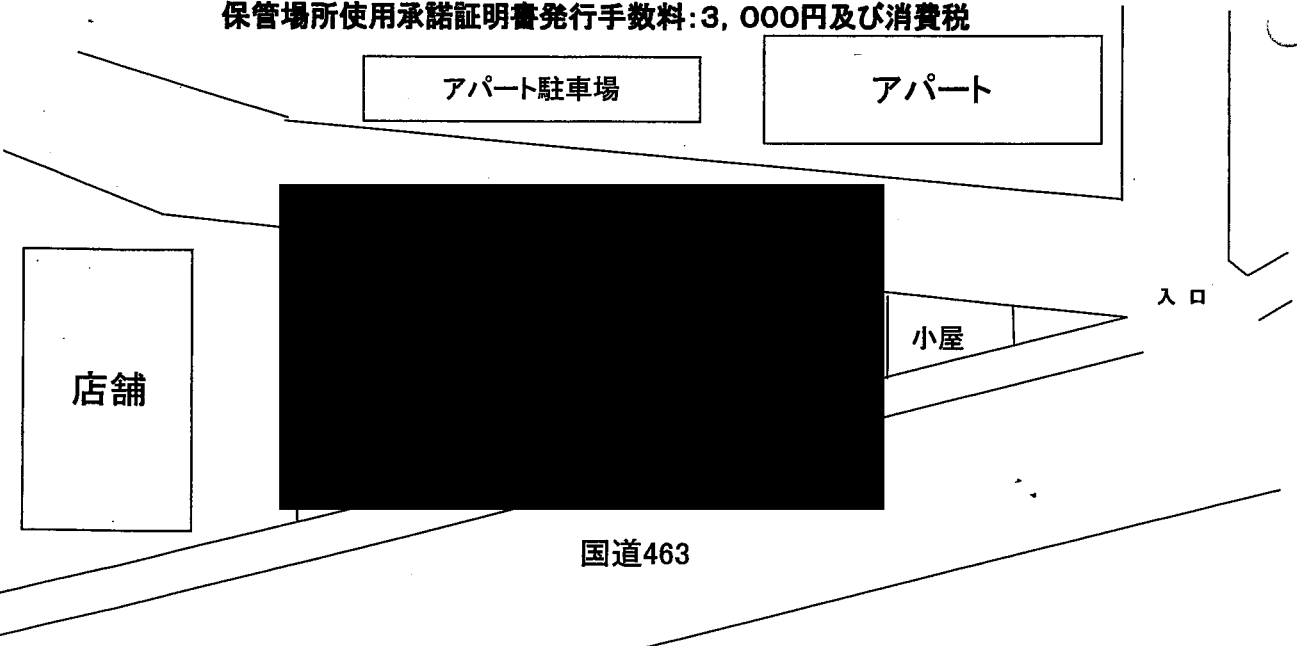 保管場所使用承諾証明書発行手数料:3,000円及び消費税
アパート駐車場
アパート
入口
小屋
店舗
国道463